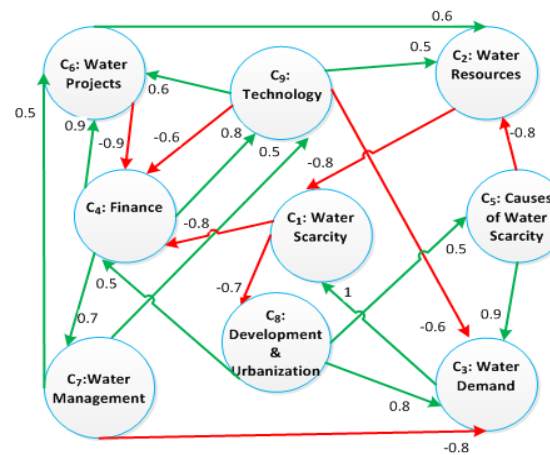 0.6
C₆: Water
Projects
C₉:
Technology
C₂: Water
Resources
0.5
0.6
0.5
0.9
-0.9
-0.6
0.8
0.5
-0.8
-0.8
C₄: Finance
C₁: Water
Scarcity
C₅: Causes
of Water
Scarcity
-0.8
0.5
0.5
-0.7
1
0.7
-0.6
0.9
C₈:
Development
&
Urbanization
C₇:Water
Management
C₃: Water
Demand
0.8
-0.8